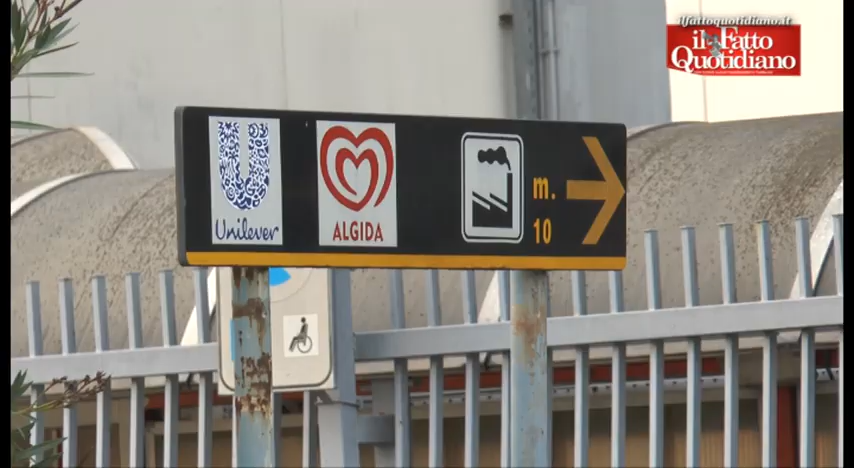 ilfattoquotidiano.it
il Fatto
Quotidiano
Unilever
ALGIDA
m.
10